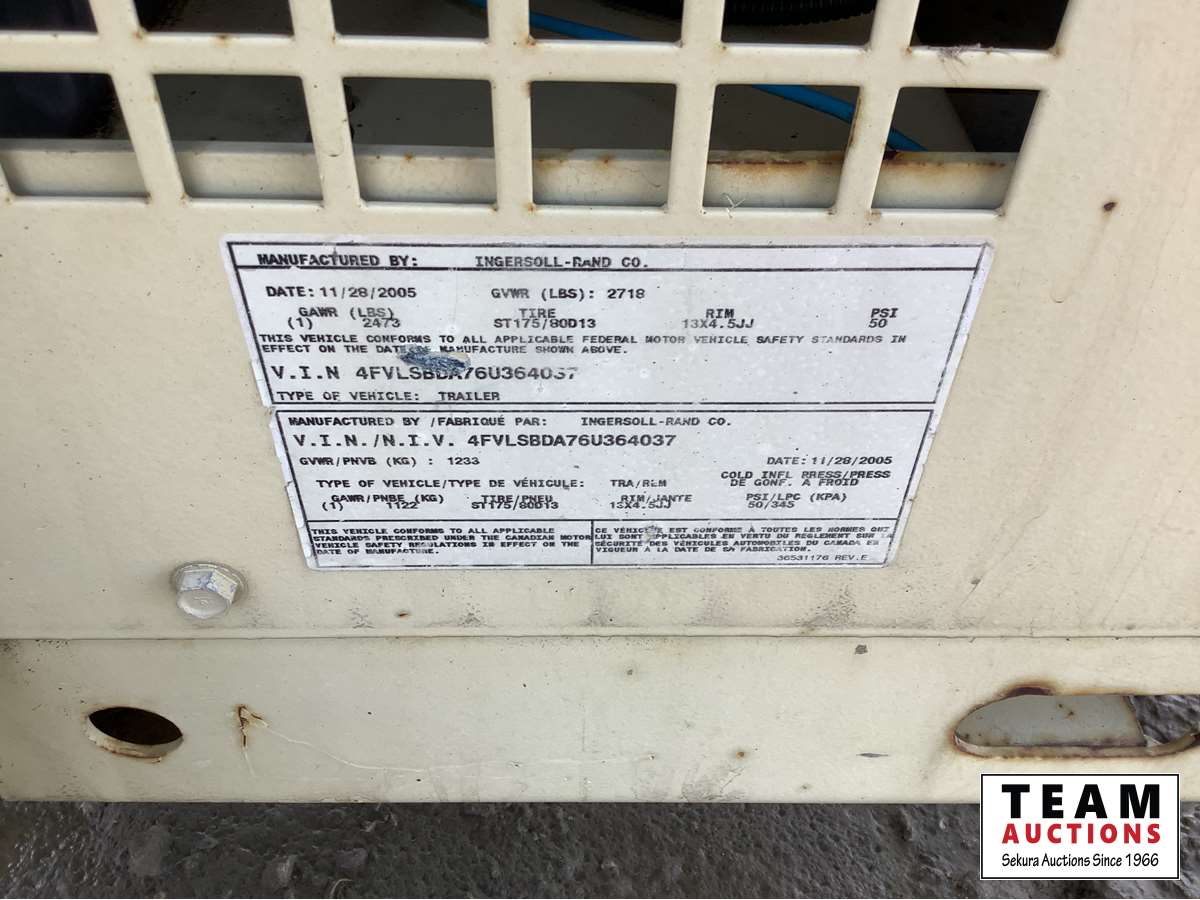 MANUFACTURED BY: INGERSOLL-RAND CO.
DATE: 11/28/2005 GVWR (LBS): 2718
GAWR (LBS) TIRE RIM PSI
(1) 2473 ST175/80D13 13X4.5JJ 50
THIS VEHICLE CONFORMS TO ALL APPLICABLE FEDERAL MOTOR VEHICLE SAFETY STANDARDS IN
EFFECT ON THE DATE OF MANUFACTURE SHOWN ABOVE.
V.I.N 4FVLSBDA76U364037
TYPE OF VEHICLE: TRAILER
MANUFACTURED BY /FABRIQUÉ PAR: INGERSOLL-RAND CO.
V.I.N./N.I.V. 4FVLSBDA76U364037
GVWR/PNVB (KG) : 1233 DATE: 11/28/2005
TYPE OF VEHICLE/TYPE DE VÉHICULE: TRA/REM COLD INFL PRESS/PRESS
DE GONF. A FROID
GAWR/PNBE (KG) TIRE/PNEU RIM/JANTE PSI/LPC (KPA)
(1) 1122 ST175/80D13 13X4.5JJ 50/345
THIS VEHICLE CONFORMS TO ALL APPLICABLE
STANDARDS PRESCRIBED UNDER THE CANADIAN MOTOR
VEHICLE SAFETY REGULATIONS IN EFFECT ON THE
DATE OF MANUFACTURE.
CE VÉHICULE EST CONFORME À TOUTES LES NORMES QUI
LUI SONT APPLICABLES EN VERTU DU REGLEMENT SUR LA
SÉCURITÉ DES VÉHICULES AUTOMOBILES DU CANADA EN
VIGUEUR À LA DATE DE SA FABRICATION.
36531176 REV.E
TEAM
AUCTIONS
Sekura Auctions Since 1966